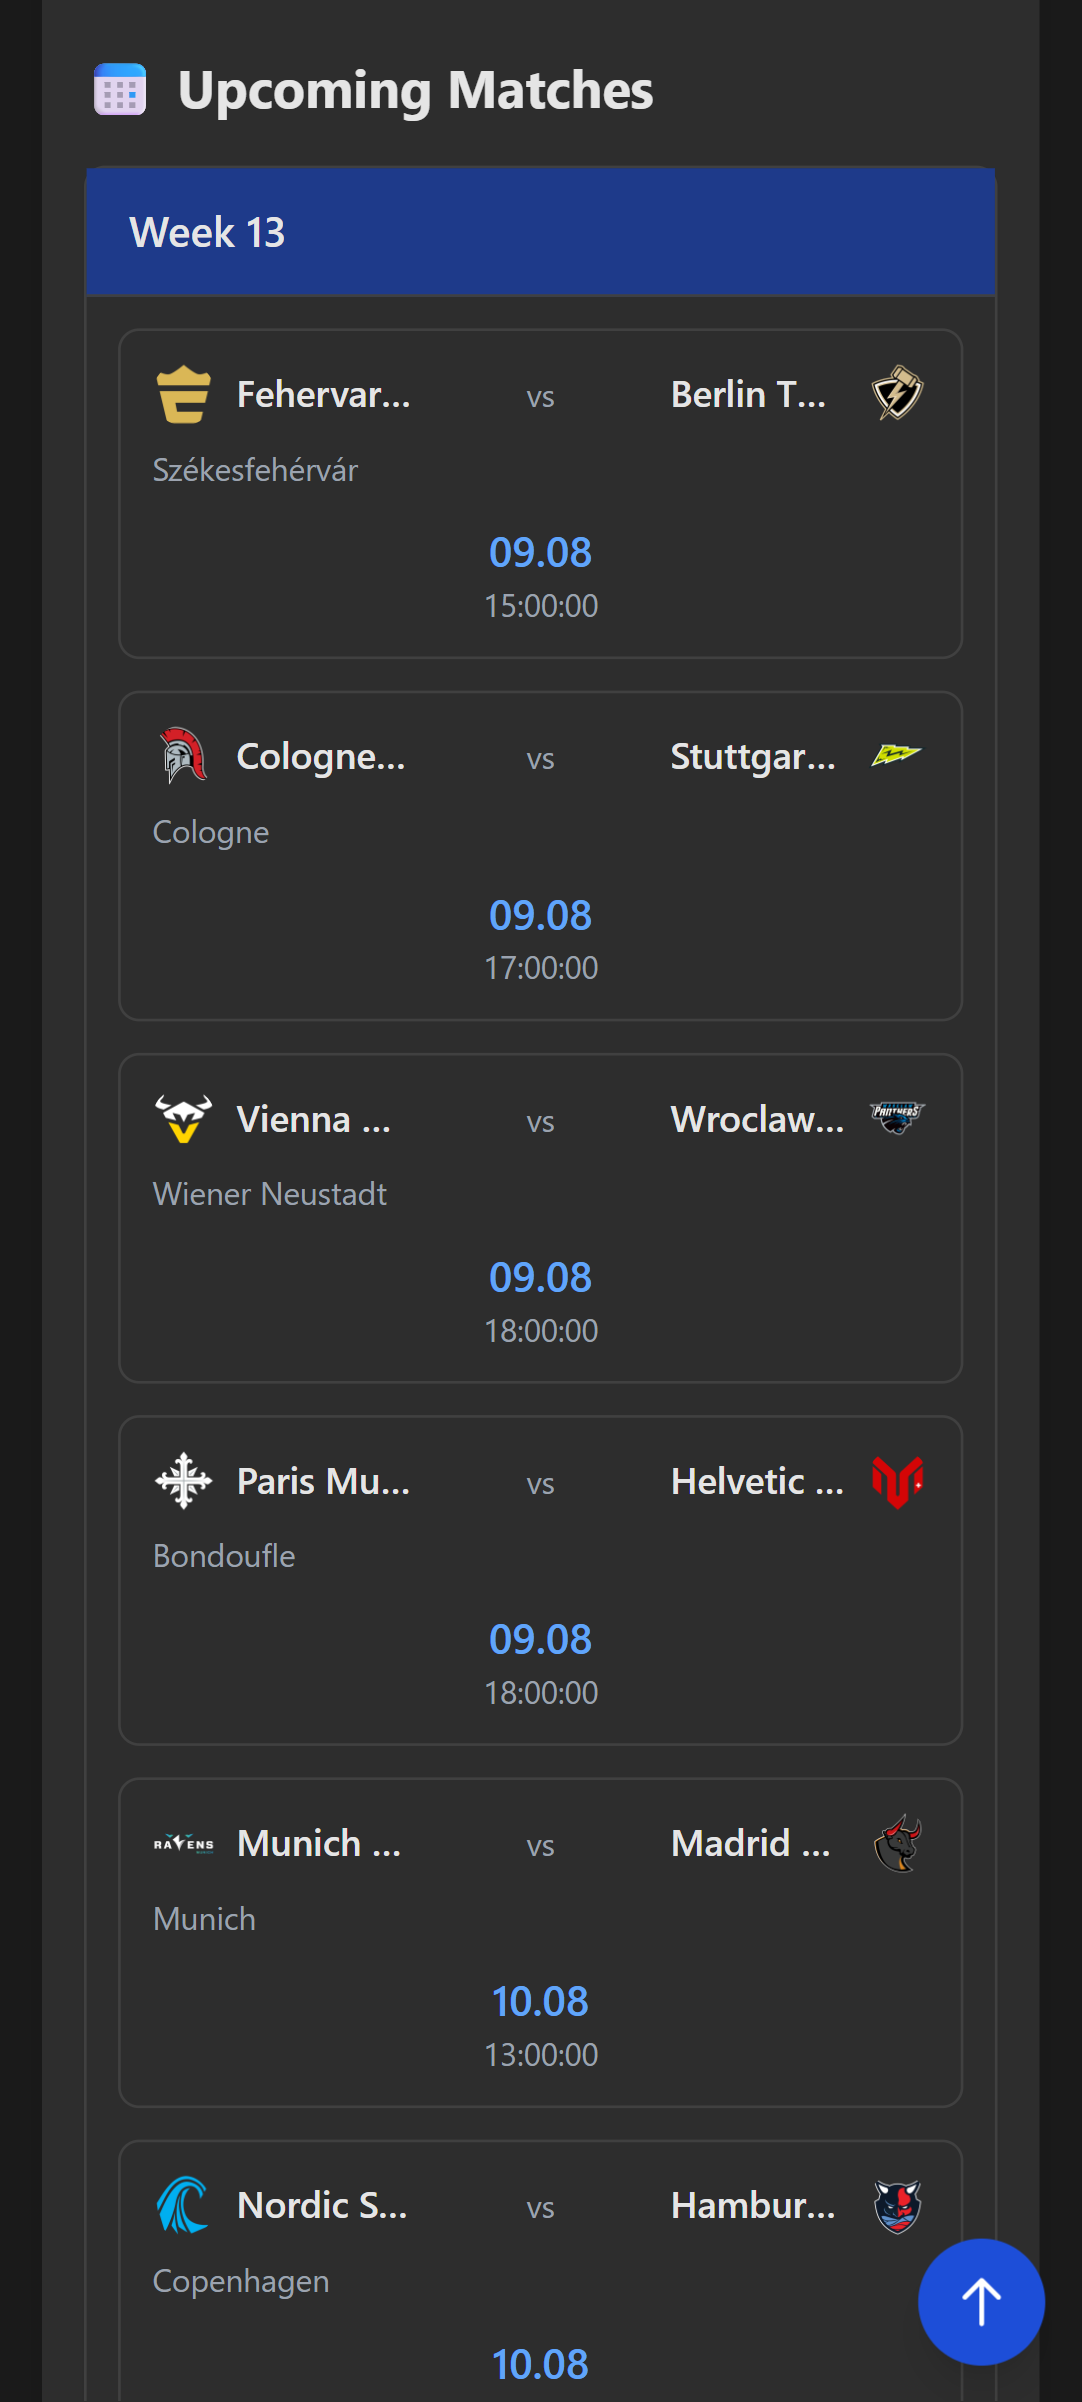 Upcoming Matches
Week 13
Fehervar... vs Berlin T...
Székesfehérvár
09.08
15:00:00
Cologne... vs Stuttgar...
Cologne
09.08
17:00:00
Vienna ... vs Wroclaw... PANTHERS
Wiener Neustadt
09.08
18:00:00
Paris Mu... vs Helvetic ...
Bondoufle
09.08
18:00:00
RAVENS Munich ... vs Madrid ...
Munich
10.08
13:00:00
Nordic S... vs Hambur...
Copenhagen
10.08